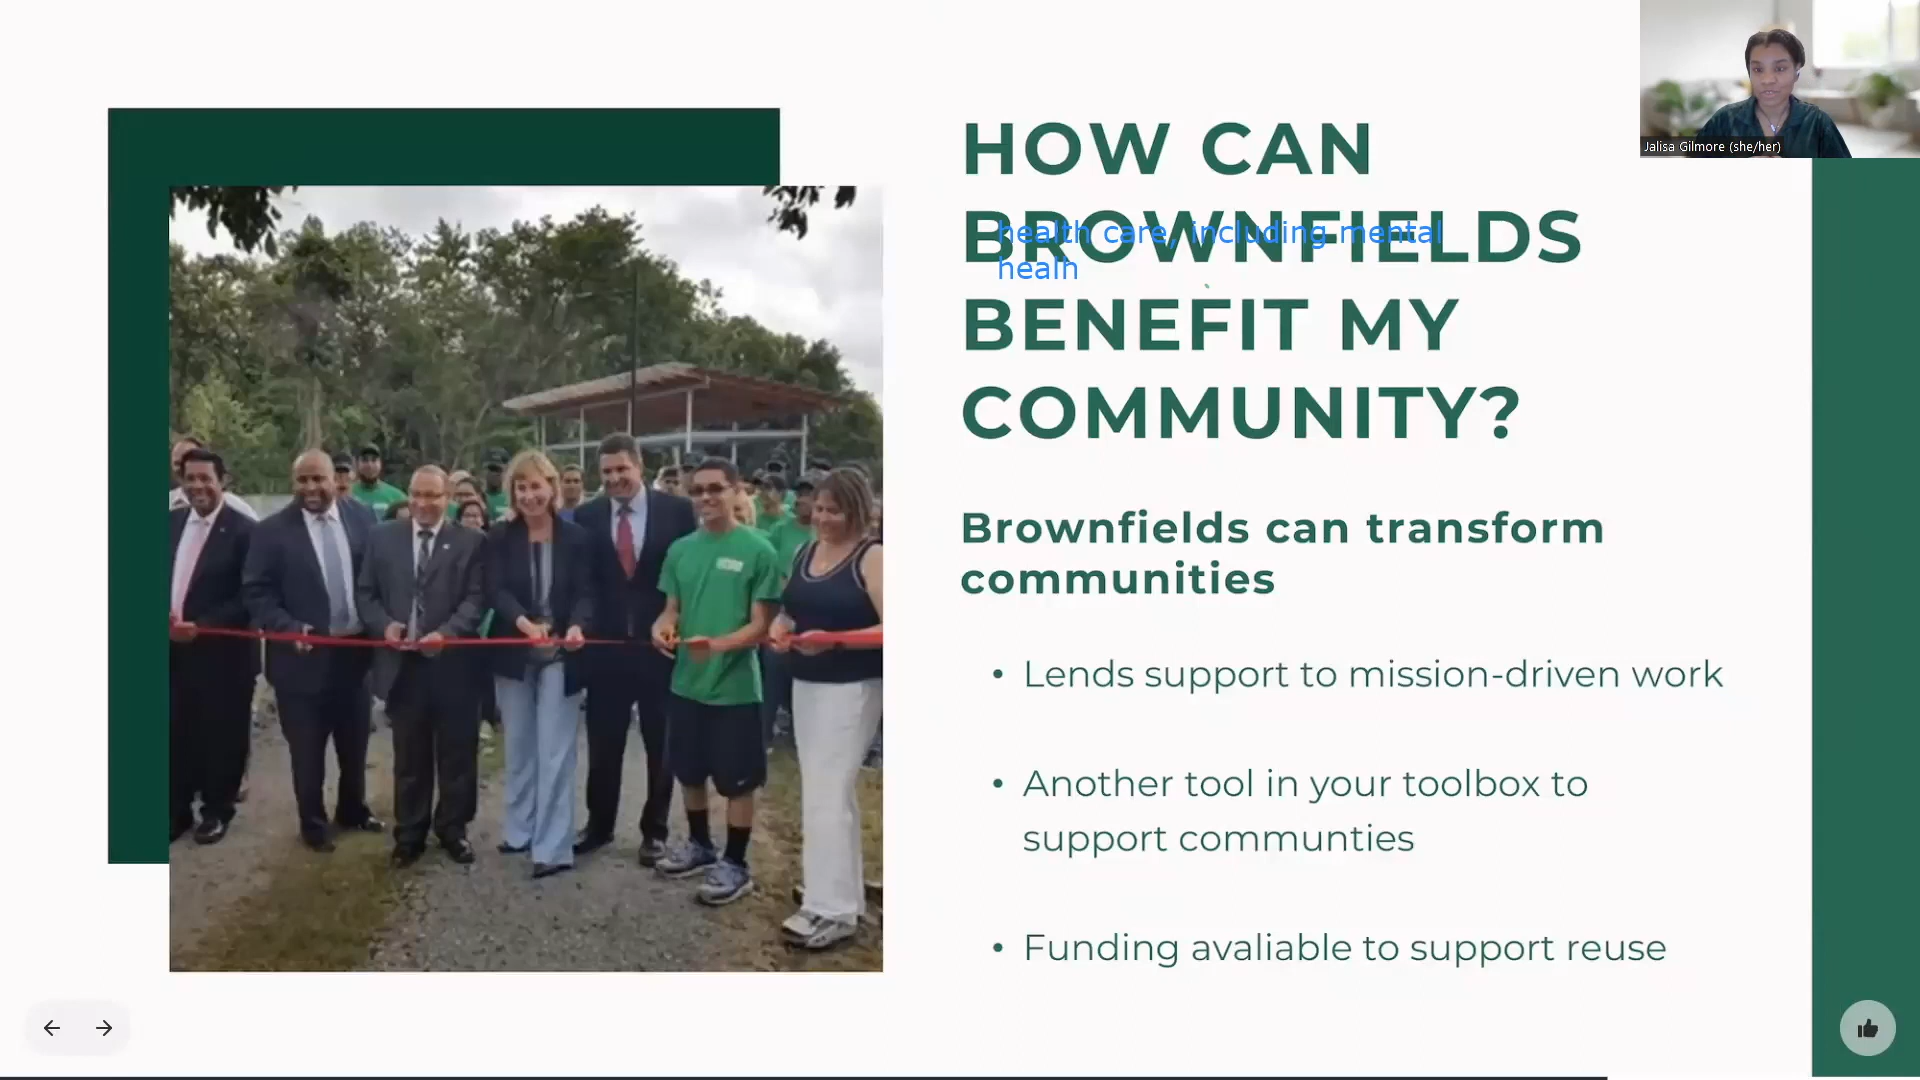 Jalisa Gilmore (she/her)
HOW CAN
BROWNFIELDS
health care, including mental
healh
BENEFIT MY
COMMUNITY?
Brownfields can transform
communities
• Lends support to mission-driven work
• Another tool in your toolbox to
support communties
• Funding avaliable to support reuse